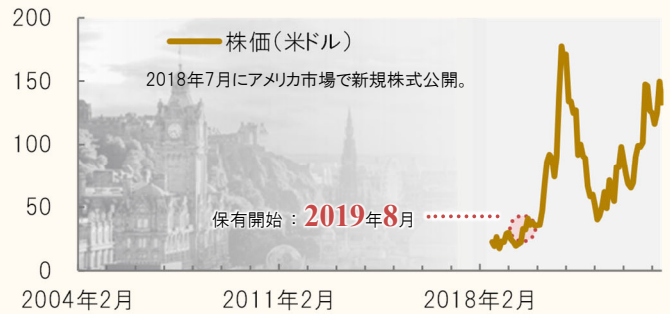 200
株価（米ドル）
2018年7月にアメリカ市場で新規株式公開。
150
100
50
保有開始 ： 2019年8月
0
2004年2月 2011年2月 2018年2月